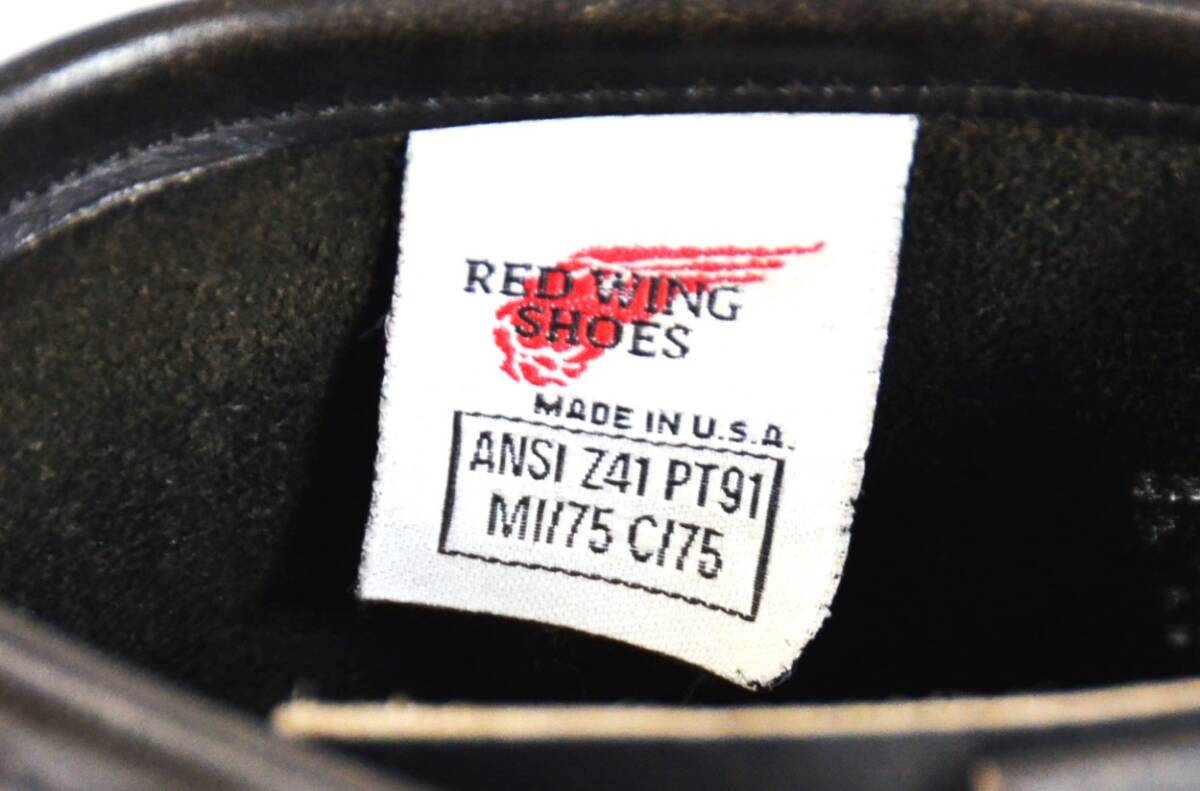 RED WING
SHOES
MADE IN U.S.A.
ANSI Z41 PT91
MI/75 C/75